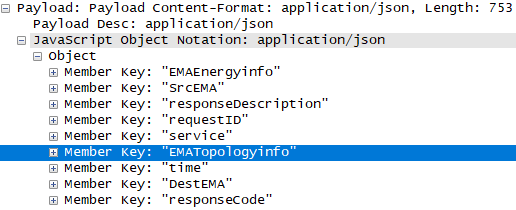 Payload: Payload Content-Format: application/json, Length: 753
Payload Desc: application/json
JavaScript Object Notation: application/json
Object
Member Key: "EMAEnergyinfo"
Member Key: "SrcEMA"
Member Key: "responseDescription"
Member Key: "requestID"
Member Key: "service"
Member Key: "EMATopologyinfo"
Member Key: "time"
Member Key: "DestEMA"
Member Key: "responseCode"